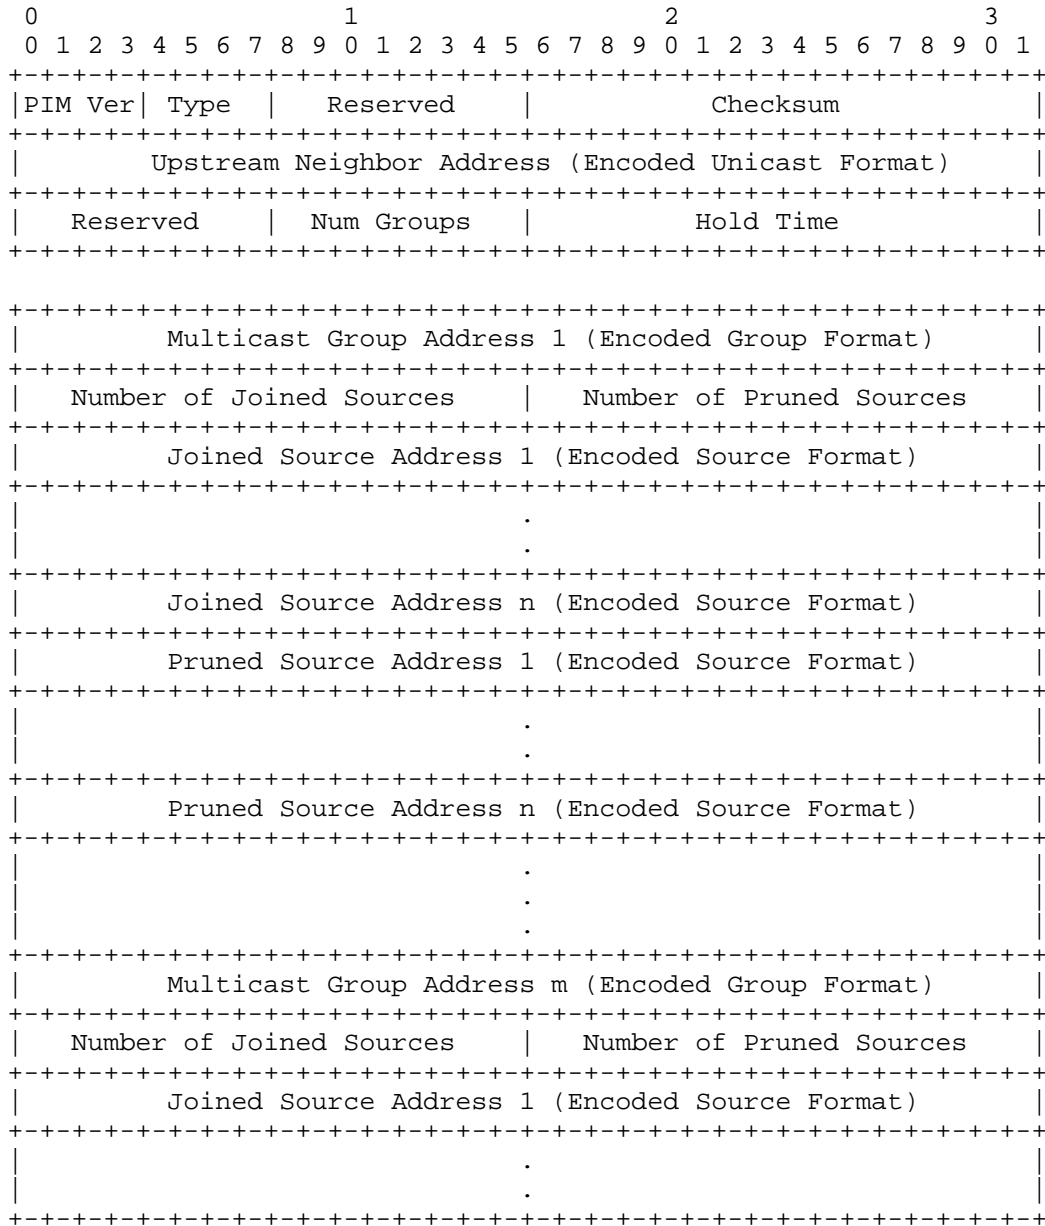 0                   1                   2                   3
 0 1 2 3 4 5 6 7 8 9 0 1 2 3 4 5 6 7 8 9 0 1 2 3 4 5 6 7 8 9 0 1
+-+-+-+-+-+-+-+-+-+-+-+-+-+-+-+-+-+-+-+-+-+-+-+-+-+-+-+-+-+-+-+-+
|PIM Ver| Type  |   Reserved    |           Checksum            |
+-+-+-+-+-+-+-+-+-+-+-+-+-+-+-+-+-+-+-+-+-+-+-+-+-+-+-+-+-+-+-+-+
|        Upstream Neighbor Address (Encoded Unicast Format)     |
+-+-+-+-+-+-+-+-+-+-+-+-+-+-+-+-+-+-+-+-+-+-+-+-+-+-+-+-+-+-+-+-+
|   Reserved    |  Num Groups   |          Hold Time            |
+-+-+-+-+-+-+-+-+-+-+-+-+-+-+-+-+-+-+-+-+-+-+-+-+-+-+-+-+-+-+-+-+

+-+-+-+-+-+-+-+-+-+-+-+-+-+-+-+-+-+-+-+-+-+-+-+-+-+-+-+-+-+-+-+-+
|         Multicast Group Address 1 (Encoded Group Format)      |
+-+-+-+-+-+-+-+-+-+-+-+-+-+-+-+-+-+-+-+-+-+-+-+-+-+-+-+-+-+-+-+-+
|   Number of Joined Sources    |   Number of Pruned Sources    |
+-+-+-+-+-+-+-+-+-+-+-+-+-+-+-+-+-+-+-+-+-+-+-+-+-+-+-+-+-+-+-+-+
|         Joined Source Address 1 (Encoded Source Format)       |
+-+-+-+-+-+-+-+-+-+-+-+-+-+-+-+-+-+-+-+-+-+-+-+-+-+-+-+-+-+-+-+-+
|                               .                               |
|                               .                               |
+-+-+-+-+-+-+-+-+-+-+-+-+-+-+-+-+-+-+-+-+-+-+-+-+-+-+-+-+-+-+-+-+
|         Joined Source Address n (Encoded Source Format)       |
+-+-+-+-+-+-+-+-+-+-+-+-+-+-+-+-+-+-+-+-+-+-+-+-+-+-+-+-+-+-+-+-+
|         Pruned Source Address 1 (Encoded Source Format)       |
+-+-+-+-+-+-+-+-+-+-+-+-+-+-+-+-+-+-+-+-+-+-+-+-+-+-+-+-+-+-+-+-+
|                               .                               |
|                               .                               |
+-+-+-+-+-+-+-+-+-+-+-+-+-+-+-+-+-+-+-+-+-+-+-+-+-+-+-+-+-+-+-+-+
|         Pruned Source Address n (Encoded Source Format)       |
+-+-+-+-+-+-+-+-+-+-+-+-+-+-+-+-+-+-+-+-+-+-+-+-+-+-+-+-+-+-+-+-+
|                               .                               |
|                               .                               |
|                               .                               |
+-+-+-+-+-+-+-+-+-+-+-+-+-+-+-+-+-+-+-+-+-+-+-+-+-+-+-+-+-+-+-+-+
|         Multicast Group Address m (Encoded Group Format)      |
+-+-+-+-+-+-+-+-+-+-+-+-+-+-+-+-+-+-+-+-+-+-+-+-+-+-+-+-+-+-+-+-+
|   Number of Joined Sources    |   Number of Pruned Sources    |
+-+-+-+-+-+-+-+-+-+-+-+-+-+-+-+-+-+-+-+-+-+-+-+-+-+-+-+-+-+-+-+-+
|         Joined Source Address 1 (Encoded Source Format)       |
+-+-+-+-+-+-+-+-+-+-+-+-+-+-+-+-+-+-+-+-+-+-+-+-+-+-+-+-+-+-+-+-+
|                               .                               |
|                               .                               |
+-+-+-+-+-+-+-+-+-+-+-+-+-+-+-+-+-+-+-+-+-+-+-+-+-+-+-+-+-+-+-+-+